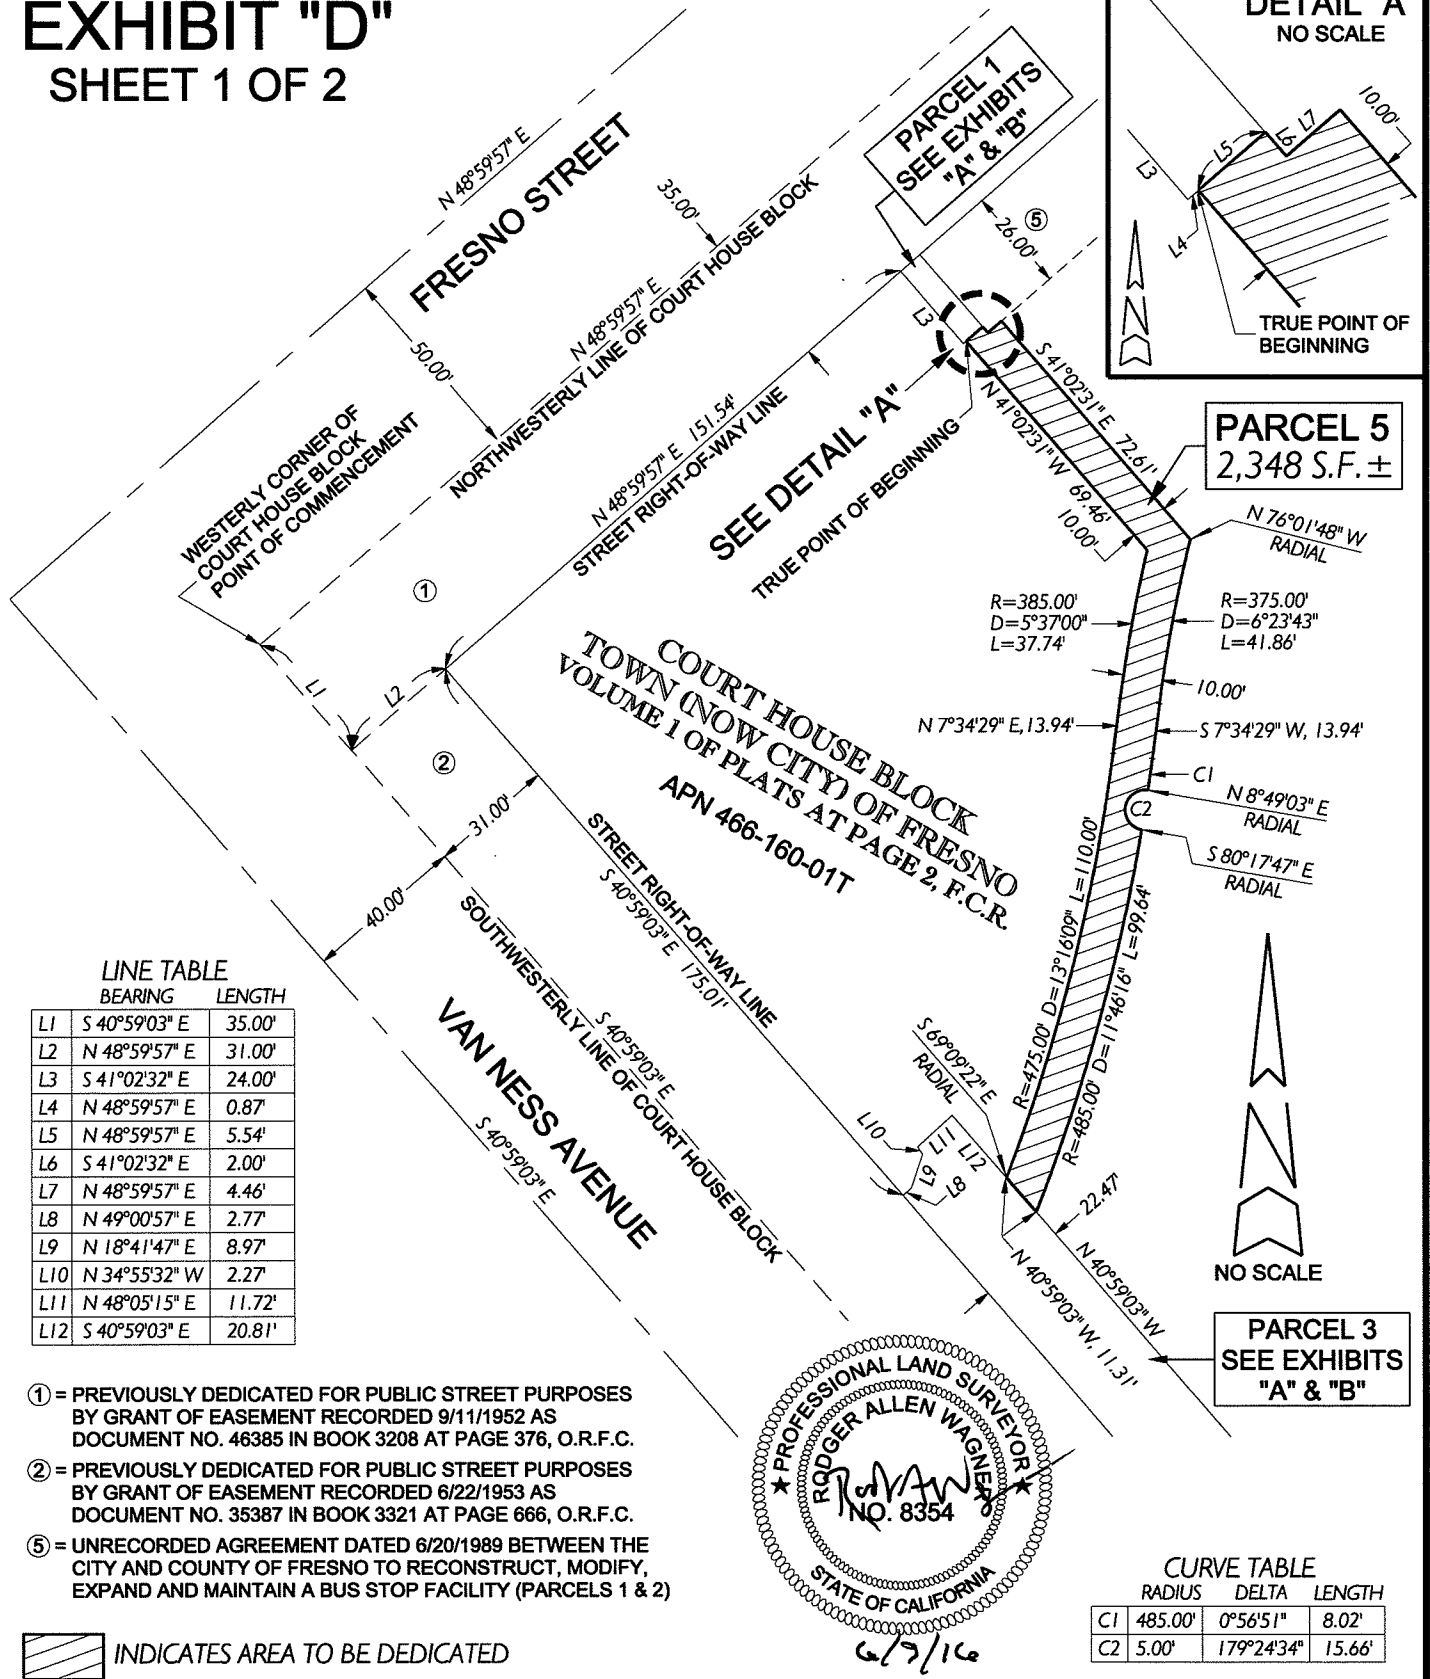 EXHIBIT "D"
SHEET 1 OF 2
DETAIL "A"
NO SCALE
10.00'
L3
L4
L5
L6
L7
N
TRUE POINT OF
BEGINNING
N 48°59'57" E
FRESNO STREET
35.00'
50.00'
N 48°59'57" E
NORTHWESTERLY LINE OF COURT HOUSE BLOCK
PARCEL 1
SEE EXHIBITS
"A" & "B"
⑤
26.00'
L3
WESTERLY CORNER OF
COURT HOUSE BLOCK
POINT OF COMMENCEMENT
N 48°59'57" E 151.54'
STREET RIGHT-OF-WAY LINE
SEE DETAIL "A"
TRUE POINT OF BEGINNING
S 41°02'31" E 72.61'
N 41°02'31" W 69.46'
10.00'
PARCEL 5
2,348 S.F.±
N 76°01'48" W
RADIAL
①
L1
L2
②
R=385.00'
D=5°37'00"
L=37.74'
R=375.00'
D=6°23'43"
L=41.86'
10.00'
N 7°34'29" E, 13.94'
S 7°34'29" W, 13.94'
C1
C2
N 8°49'03" E
RADIAL
S 80°17'47" E
RADIAL
COURT HOUSE BLOCK
TOWN (NOW CITY) OF FRESNO
VOLUME 1 OF PLATS AT PAGE 2, F.C.R.
APN 466-160-01T
31.00'
40.00'
STREET RIGHT-OF-WAY LINE
S 40°59'03" E 175.01'
SOUTHWESTERLY LINE OF COURT HOUSE BLOCK
S 40°59'03" E
VAN NESS AVENUE
S 40°59'03" E
R=475.00' D=13°16'09" L=110.00'
R=485.00' D=11°46'16" L=99.64'
S 69°09'22" E
RADIAL
L10
L11
L12
L9
L8
22.47'
N 40°59'03" W
N 40°59'03" W, 11.31'
N
NO SCALE
PARCEL 3
SEE EXHIBITS
"A" & "B"
LINE TABLE
BEARING LENGTH
L1 S 40°59'03" E 35.00'
L2 N 48°59'57" E 31.00'
L3 S 41°02'32" E 24.00'
L4 N 48°59'57" E 0.87'
L5 N 48°59'57" E 5.54'
L6 S 41°02'32" E 2.00'
L7 N 48°59'57" E 4.46'
L8 N 49°00'57" E 2.77'
L9 N 18°41'47" E 8.97'
L10 N 34°55'32" W 2.27'
L11 N 48°05'15" E 11.72'
L12 S 40°59'03" E 20.81'
① = PREVIOUSLY DEDICATED FOR PUBLIC STREET PURPOSES
BY GRANT OF EASEMENT RECORDED 9/11/1952 AS
DOCUMENT NO. 46385 IN BOOK 3208 AT PAGE 376, O.R.F.C.
② = PREVIOUSLY DEDICATED FOR PUBLIC STREET PURPOSES
BY GRANT OF EASEMENT RECORDED 6/22/1953 AS
DOCUMENT NO. 35387 IN BOOK 3321 AT PAGE 666, O.R.F.C.
⑤ = UNRECORDED AGREEMENT DATED 6/20/1989 BETWEEN THE
CITY AND COUNTY OF FRESNO TO RECONSTRUCT, MODIFY,
EXPAND AND MAINTAIN A BUS STOP FACILITY (PARCELS 1 & 2)
INDICATES AREA TO BE DEDICATED
PROFESSIONAL LAND SURVEYOR
RODGER ALLEN WAGNER
NO. 8354
STATE OF CALIFORNIA
CURVE TABLE
RADIUS DELTA LENGTH
C1 485.00' 0°56'51" 8.02'
C2 5.00' 179°24'34" 15.66'